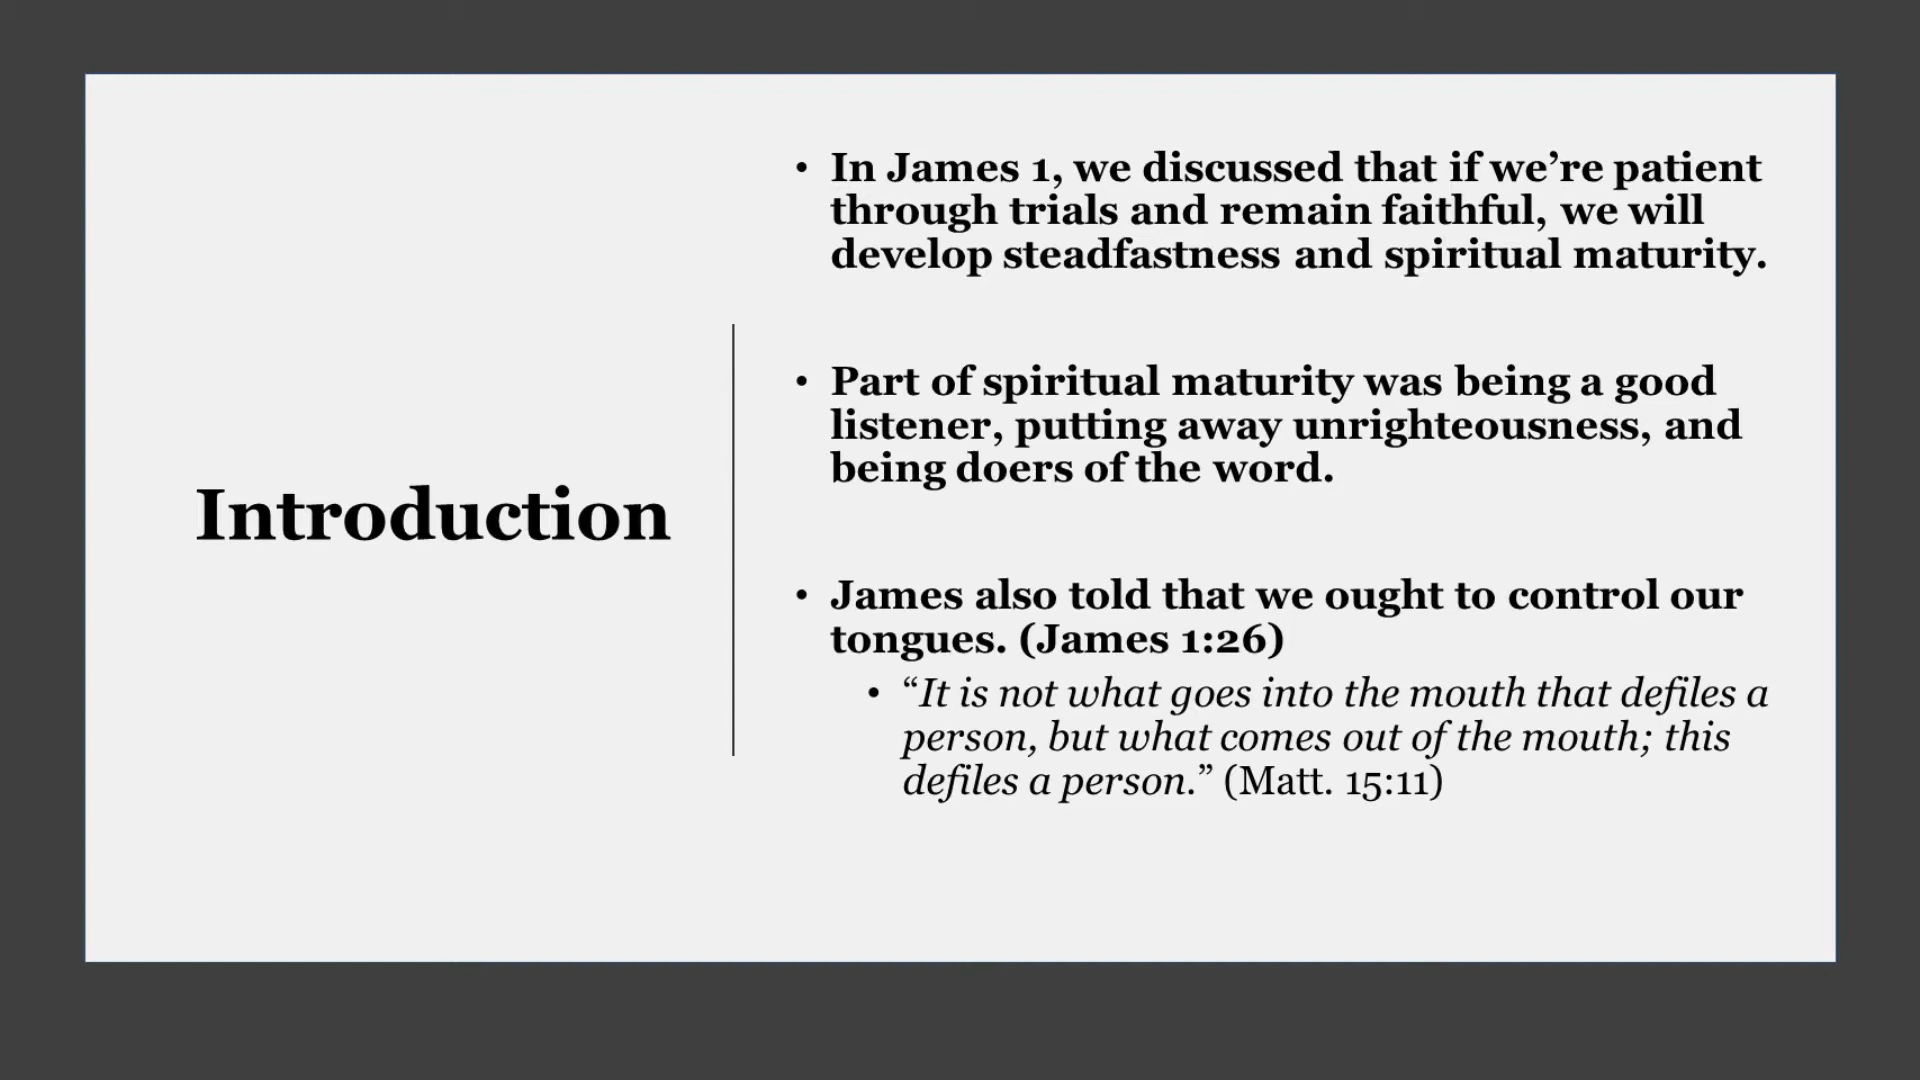 Introduction
• In James 1, we discussed that if we’re patient
through trials and remain faithful, we will
develop steadfastness and spiritual maturity.
• Part of spiritual maturity was being a good
listener, putting away unrighteousness, and
being doers of the word.
• James also told that we ought to control our
tongues. (James 1:26)
• “It is not what goes into the mouth that defiles a
person, but what comes out of the mouth; this
defiles a person.” (Matt. 15:11)